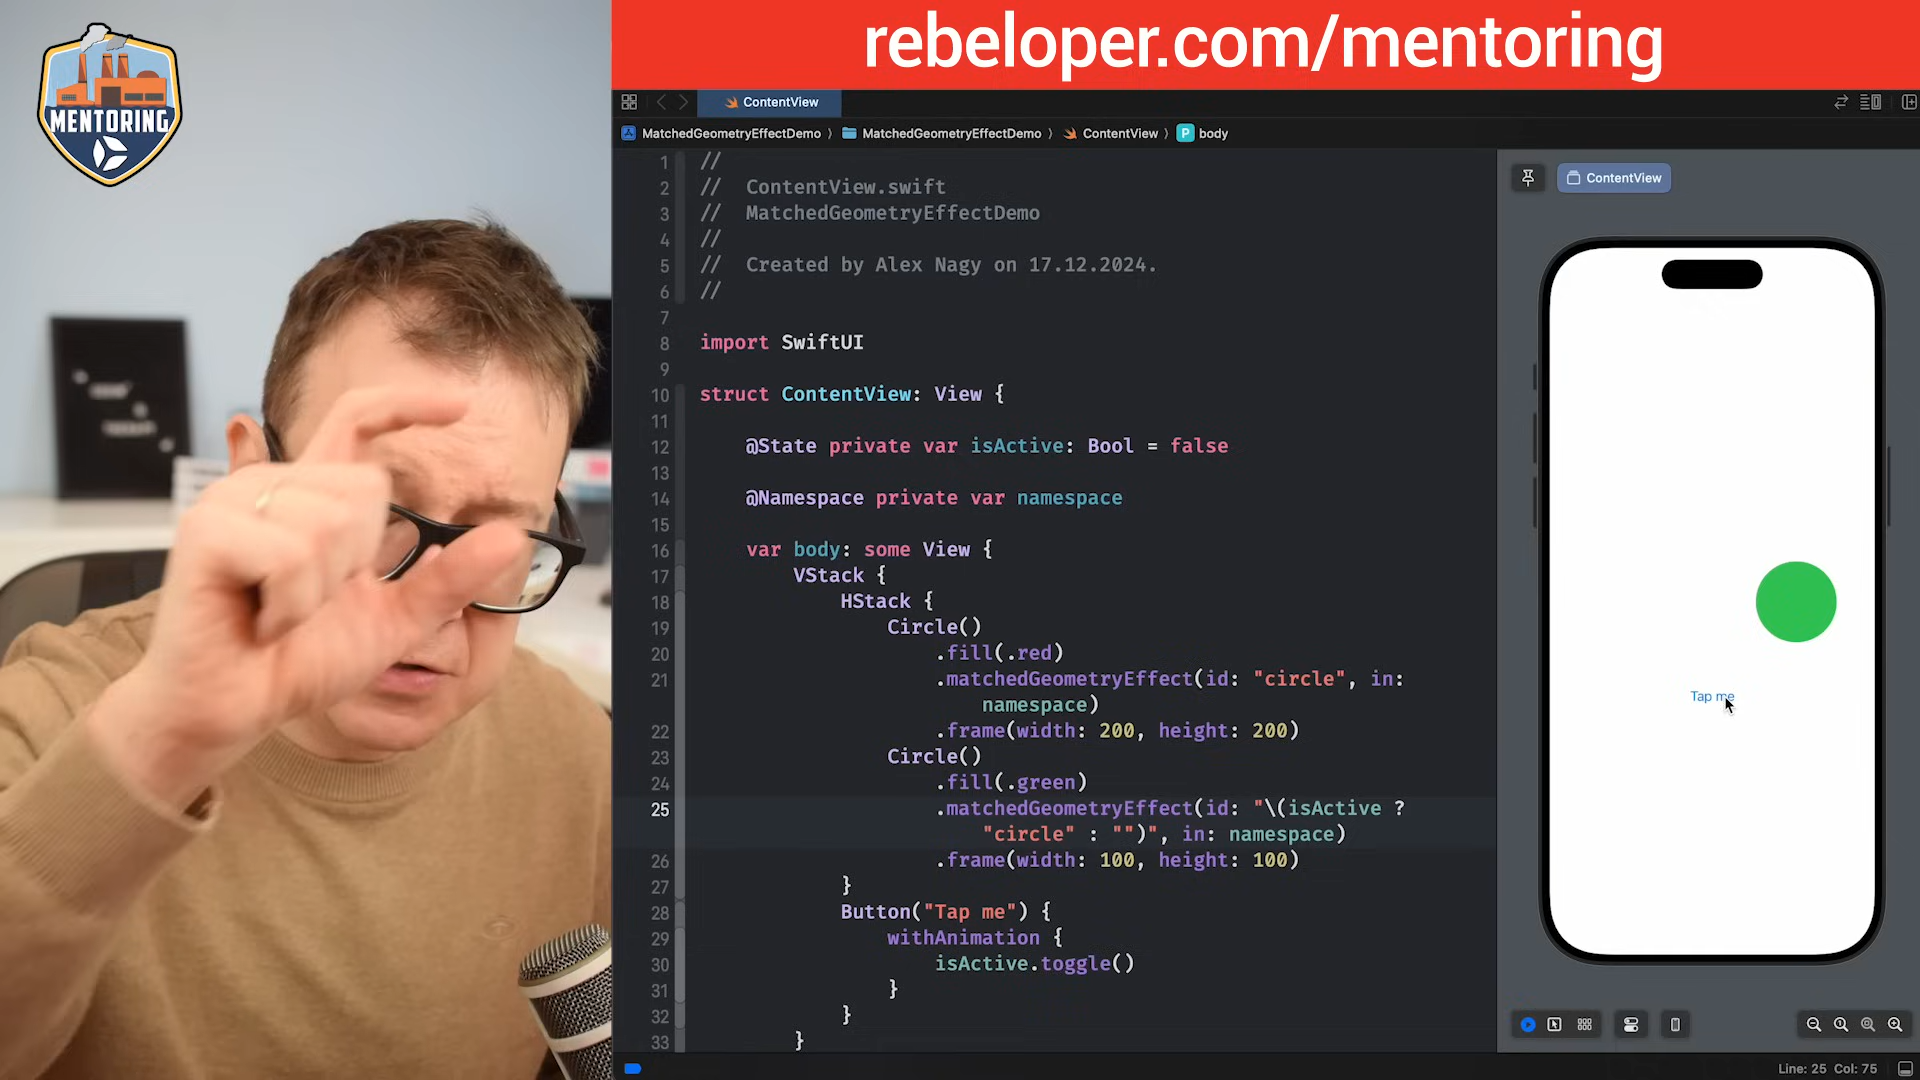 rebeloper.com/mentoring
MENTORING
ContentView
MatchedGeometryEffectDemo
MatchedGeometryEffectDemo
ContentView
P
body
1 //
2 // ContentView.swift
3 // MatchedGeometryEffectDemo
4 //
5 // Created by Alex Nagy on 17.12.2024.
6 //
7
8 import SwiftUI
9
10 struct ContentView: View {
11
12 @State private var isActive: Bool = false
13
14 @Namespace private var namespace
15
16 var body: some View {
17 VStack {
18 HStack {
19 Circle()
20 .fill(.red)
21 .matchedGeometryEffect(id: "circle", in:
namespace)
22 .frame(width: 200, height: 200)
23 Circle()
24 .fill(.green)
25 .matchedGeometryEffect(id: "\(isActive ?
"circle" : "")", in: namespace)
26 .frame(width: 100, height: 100)
27 }
28 Button("Tap me") {
29 withAnimation {
30 isActive.toggle()
31 }
32 }
33 }
ContentView
Tap me
Line: 25 Col: 75